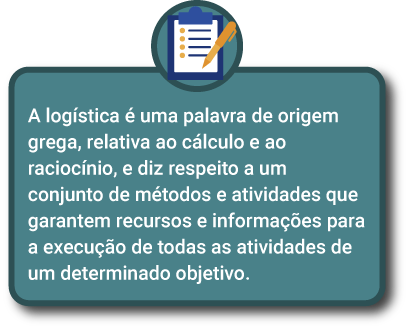 A logística é uma palavra de origem
grega, relativa ao cálculo e ao
raciocínio, e diz respeito a um
conjunto de métodos e atividades que
garantem recursos e informações para
a execução de todas as atividades de
um determinado objetivo.